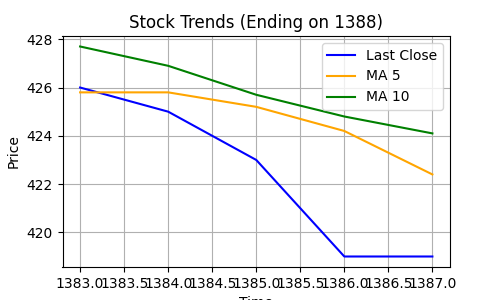 Stock Trends (Ending on 1388)
Last Close
MA 5
MA 10
Price
428
426
424
422
420
1383.0 1383.5 1384.0 1384.5 1385.0 1385.5 1386.0 1386.5 1387.0
Time